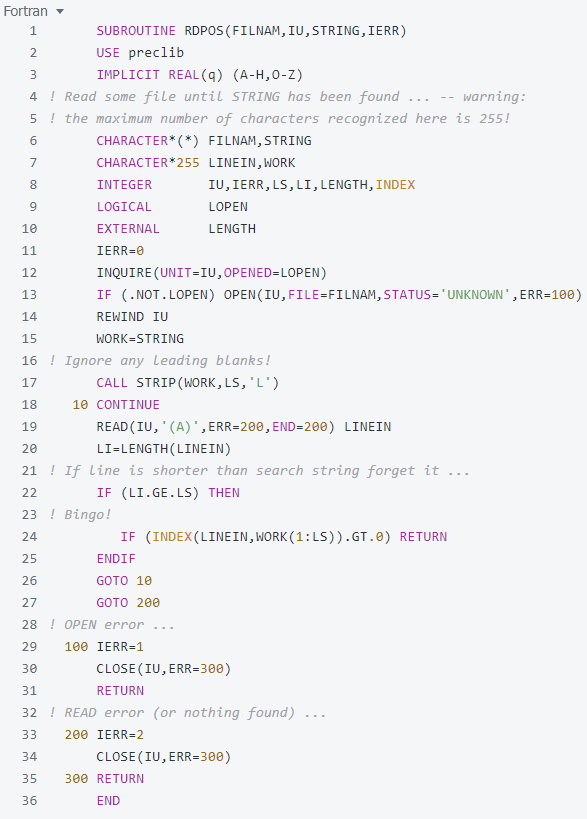 Fortran
1 SUBROUTINE RDPOS(FILNAM,IU,STRING,IERR)
2 USE preclib
3 IMPLICIT REAL(q) (A-H,O-Z)
4 ! Read some file until STRING has been found ... -- warning:
5 ! the maximum number of characters recognized here is 255!
6 CHARACTER*(*) FILNAM,STRING
7 CHARACTER*255 LINEIN,WORK
8 INTEGER       IU,IERR,LS,LI,LENGTH,INDEX
9 LOGICAL       LOPEN
10 EXTERNAL      LENGTH
11 IERR=0
12 INQUIRE(UNIT=IU,OPENED=LOPEN)
13 IF (.NOT.LOPEN) OPEN(IU,FILE=FILNAM,STATUS='UNKNOWN',ERR=100)
14 REWIND IU
15 WORK=STRING
16 ! Ignore any leading blanks!
17 CALL STRIP(WORK,LS,'L')
18 10 CONTINUE
19 READ(IU,'(A)',ERR=200,END=200) LINEIN
20 LI=LENGTH(LINEIN)
21 ! If line is shorter than search string forget it ...
22 IF (LI.GE.LS) THEN
23 ! Bingo!
24 IF (INDEX(LINEIN,WORK(1:LS)).GT.0) RETURN
25 ENDIF
26 GOTO 10
27 GOTO 200
28 ! OPEN error ...
29 100 IERR=1
30 CLOSE(IU,ERR=300)
31 RETURN
32 ! READ error (or nothing found) ...
33 200 IERR=2
34 CLOSE(IU,ERR=300)
35 300 RETURN
36 END